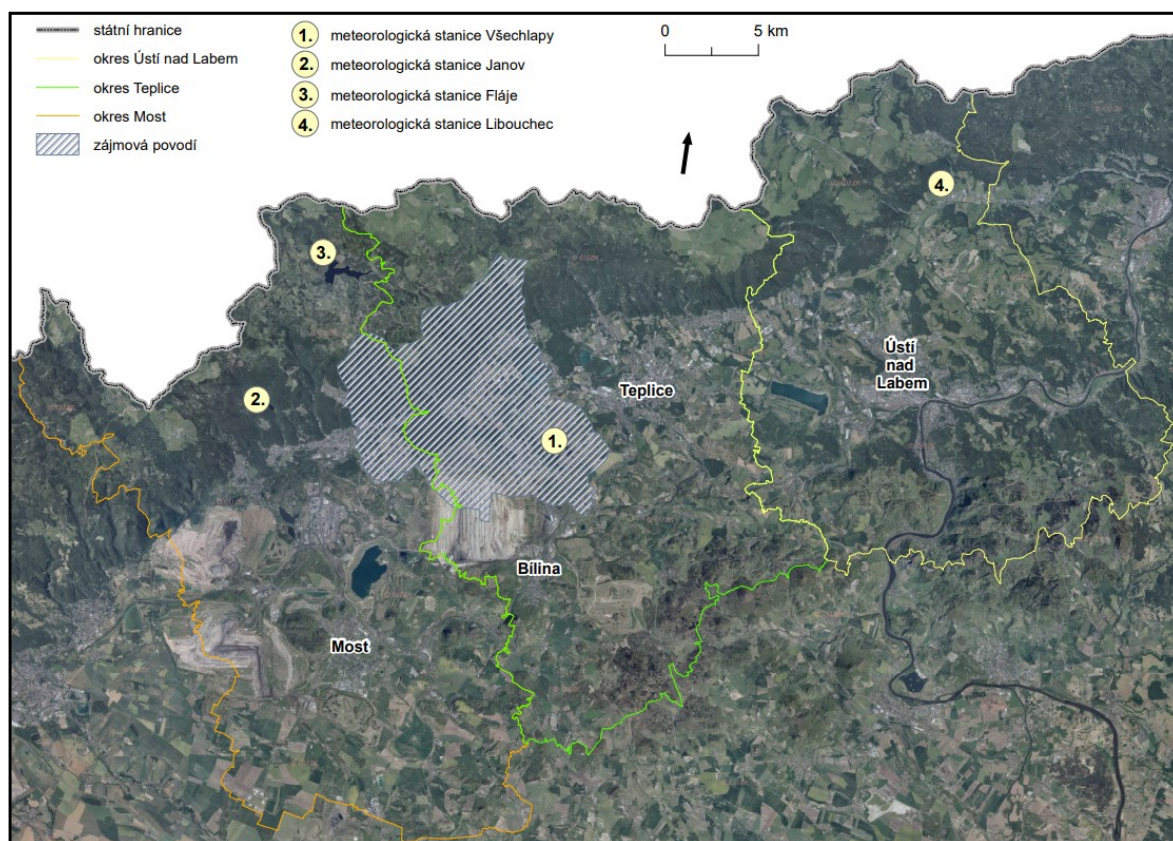 státní hranice
okres Ústí nad Labem
okres Teplice
okres Most
zájmová povodí
1. meteorologická stanice Všechlapy
2. meteorologická stanice Janov
3. meteorologická stanice Fláje
4. meteorologická stanice Libouchec
0 5 km
4.
3.
Ústí
nad
Labem
Teplice
2.
1.
Bílina
Most